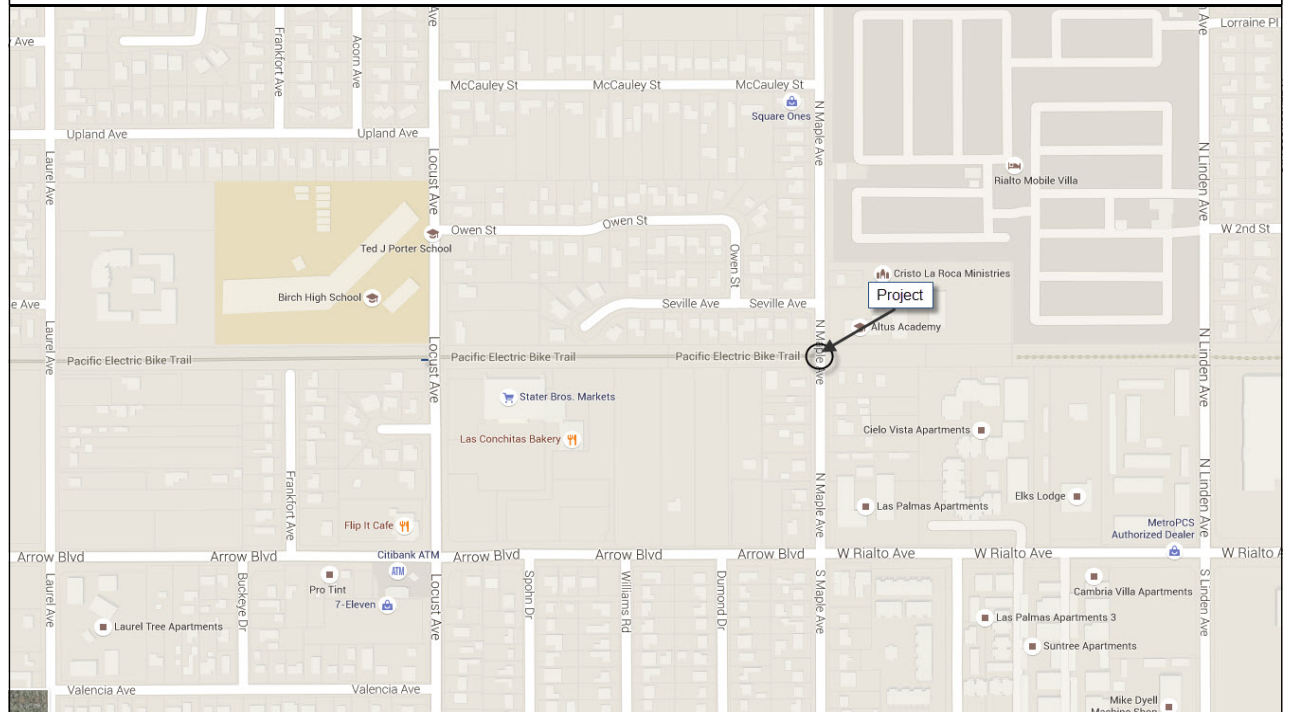 Ave
Ave
Lorraine Pl
Ave
Frankfort Ave
Acorn Ave
McCauley St
McCauley St
McCauley St
Square Ones
N Maple Ave
Upland Ave
Upland Ave
Laurel Ave
Locust Ave
N Linden Ave
Rialto Mobile Villa
Owen St
Owen St
W 2nd St
Ted J Porter School
Owen St
Cristo La Roca Ministries
Birch High School
Project
e Ave
Seville Ave
Seville Ave
Altus Academy
Laurel Ave
Locust Ave
N Maple Ave
N Linden Ave
Pacific Electric Bike Trail
Pacific Electric Bike Trail
Pacific Electric Bike Trail
Stater Bros. Markets
Cielo Vista Apartments
Las Conchitas Bakery
Frankfort Ave
N Maple Ave
N Linden Ave
Elks Lodge
Las Palmas Apartments
Flip It Cafe
MetroPCS
Authorized Dealer
Arrow Blvd
Arrow Blvd
Citibank ATM
Arrow Blvd
Arrow Blvd
Arrow Blvd
W Rialto Ave
W Rialto Ave
W Rialto A
ATM
Laurel Ave
Buckeye Dr
Pro Tint
7-Eleven
Locust Ave
Spohn Dr
Williams Rd
Dumond Dr
S Maple Ave
S Linden Ave
Cambria Villa Apartments
Laurel Tree Apartments
Las Palmas Apartments 3
Suntree Apartments
Valencia Ave
Valencia Ave
Mike Dyell
Machine Shop